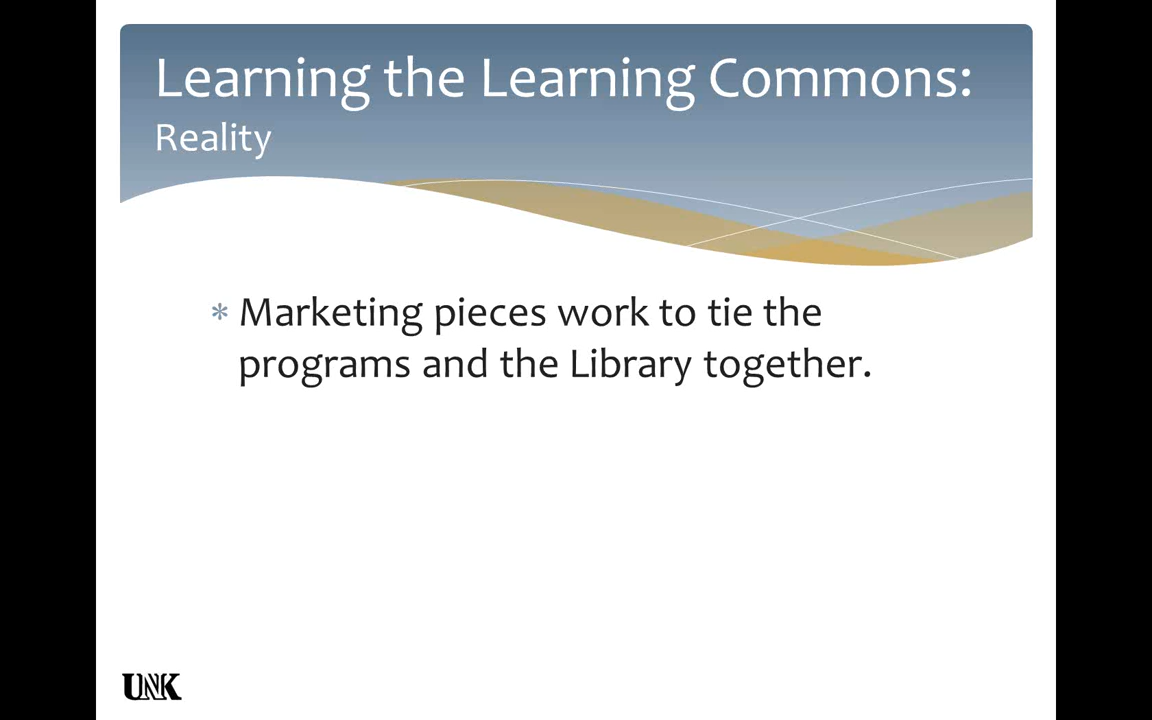 Learning the Learning Commons:
Reality
* Marketing pieces work to tie the
programs and the Library together.
UNK